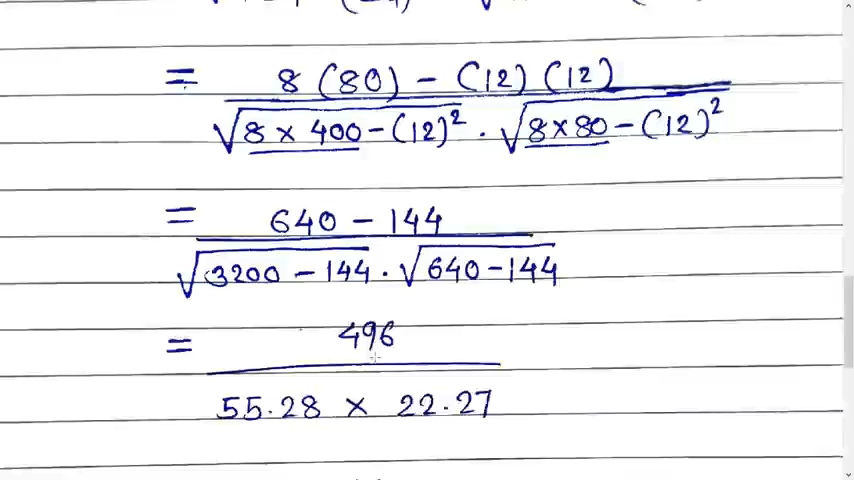 = 8 (80) - (12) (12)
√8 × 400 - (12)² · √8×80 - (12)²
= 640 - 144
√3200 - 144 · √640-144
= 496
55.28 × 22.27